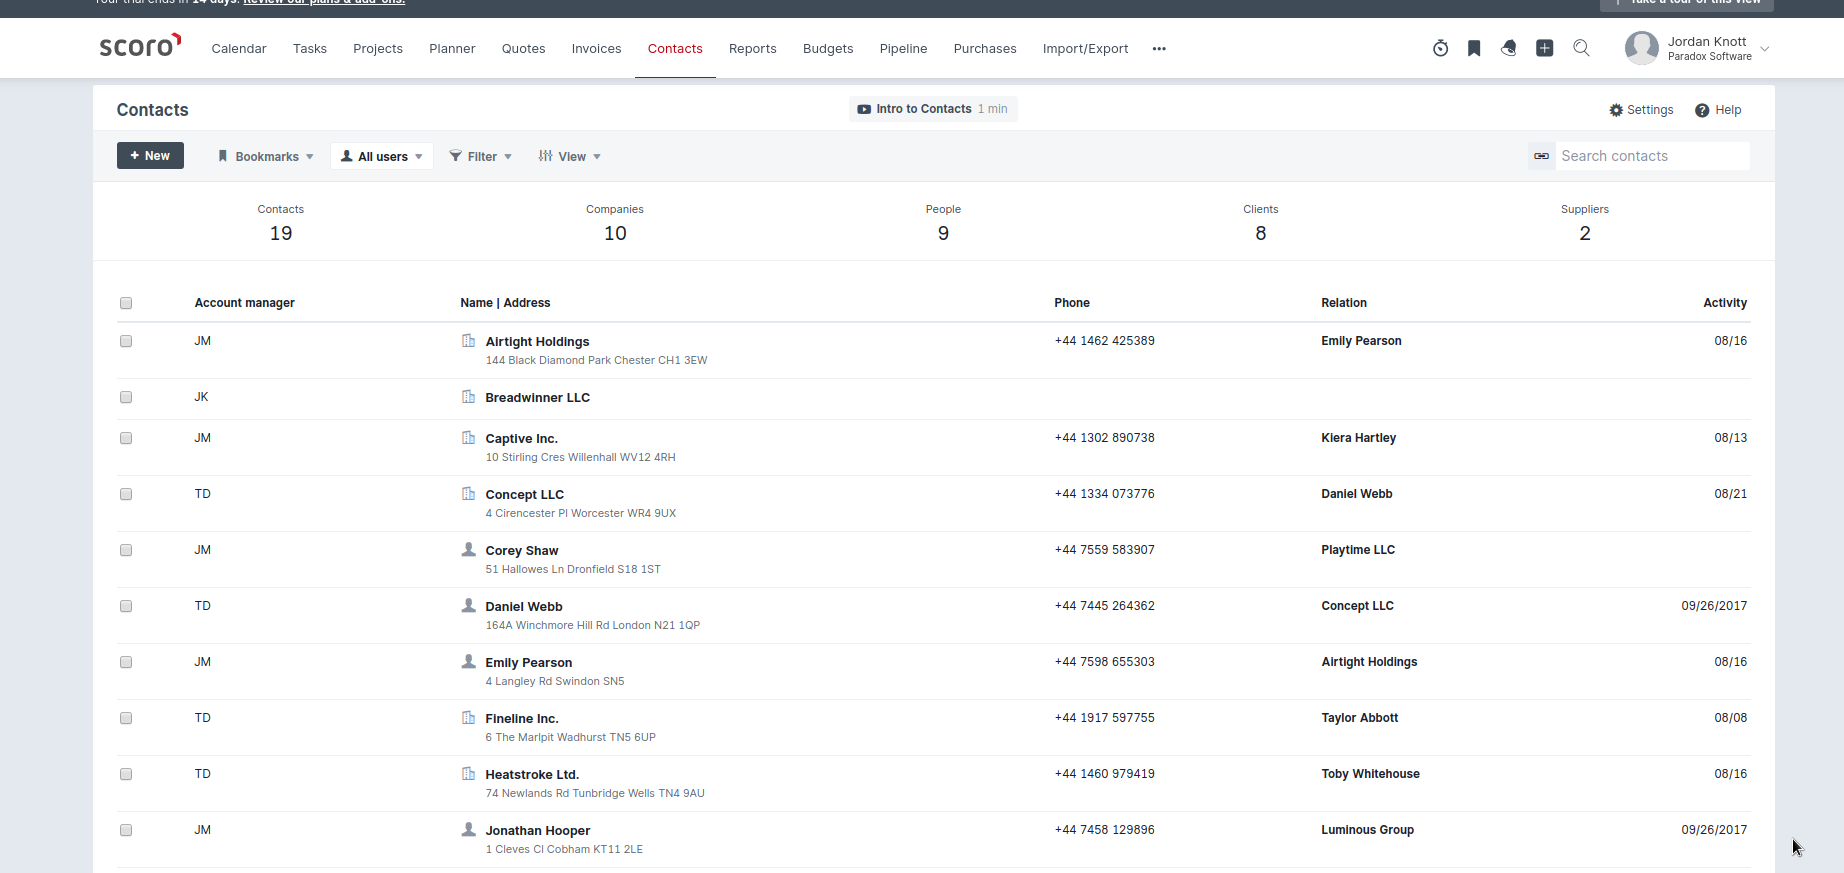 Your trial ends in 14 days. Review our plans & add-ons.
Take a tour of this view
scoro Calendar Tasks Projects Planner Quotes Invoices Contacts Reports Budgets Pipeline Purchases Import/Export ••• Jordan Knott
Paradox Software
Contacts Intro to Contacts 1 min Settings Help
+ New Bookmarks All users Filter View Search contacts
Contacts Companies People Clients Suppliers
19 10 9 8 2
Account manager Name | Address Phone Relation Activity
JM Airtight Holdings +44 1462 425389 Emily Pearson 08/16
144 Black Diamond Park Chester CH1 3EW
JK Breadwinner LLC
JM Captive Inc. +44 1302 890738 Kiera Hartley 08/13
10 Stirling Cres Willenhall WV12 4RH
TD Concept LLC +44 1334 073776 Daniel Webb 08/21
4 Cirencester Pl Worcester WR4 9UX
JM Corey Shaw +44 7559 583907 Playtime LLC
51 Hallowes Ln Dronfield S18 1ST
TD Daniel Webb +44 7445 264362 Concept LLC 09/26/2017
164A Winchmore Hill Rd London N21 1QP
JM Emily Pearson +44 7598 655303 Airtight Holdings 08/16
4 Langley Rd Swindon SN5
TD Fineline Inc. +44 1917 597755 Taylor Abbott 08/08
6 The Marlpit Wadhurst TN5 6UP
TD Heatstroke Ltd. +44 1460 979419 Toby Whitehouse 08/16
74 Newlands Rd Tunbridge Wells TN4 9AU
JM Jonathan Hooper +44 7458 129896 Luminous Group 09/26/2017
1 Cleves Cl Cobham KT11 2LE